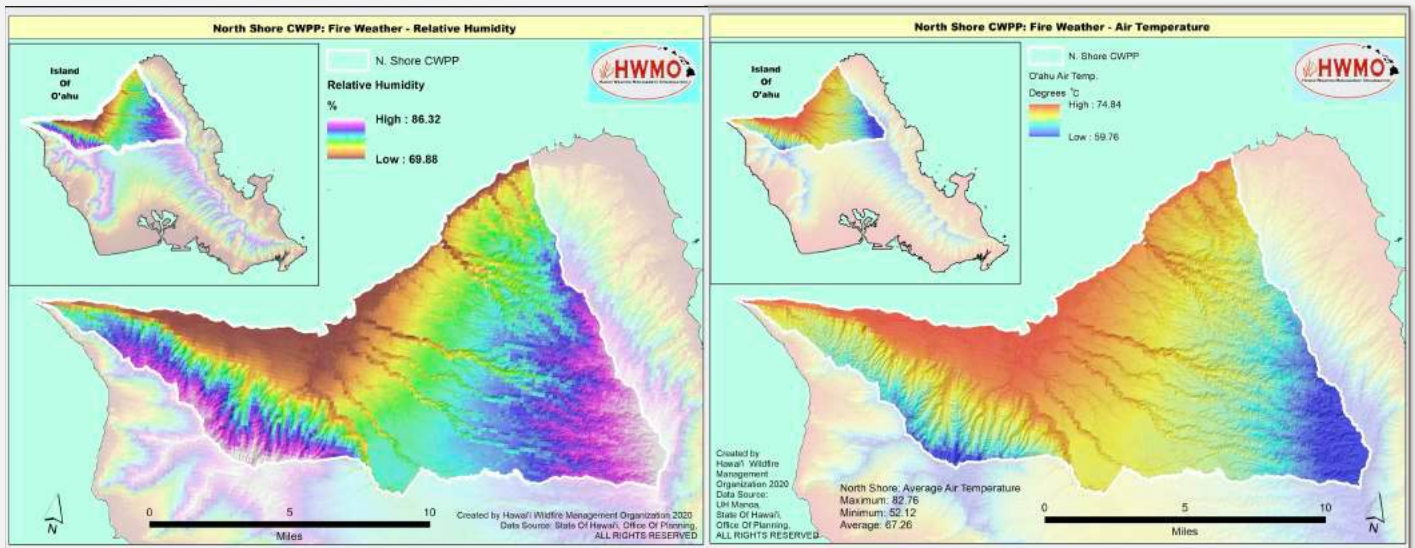 North Shore CWPP: Fire Weather - Relative Humidity
Island
Of
O'ahu
N. Shore CWPP
Relative Humidity
%
High : 86.32
Low : 69.88
HWMO
N
0 5 10
Miles
Created by Hawai'i Wildfire Management Organization 2020
Data Source: State Of Hawai'i, Office Of Planning,
ALL RIGHTS RESERVED
North Shore CWPP: Fire Weather - Air Temperature
Island
Of
O'ahu
N. Shore CWPP
O'ahu Air Temp.
Degrees °C
High : 74.84
Low : 59.76
HWMO
Created by
Hawai'i Wildfire
Management
Organization 2020
Data Source:
UH Manoa,
State Of Hawai'i,
Office Of Planning,
ALL RIGHTS RESERVED
North Shore: Average Air Temperature
Maximum: 82.76
Minimum: 52.12
Average: 67.26
0 5 10
Miles
N